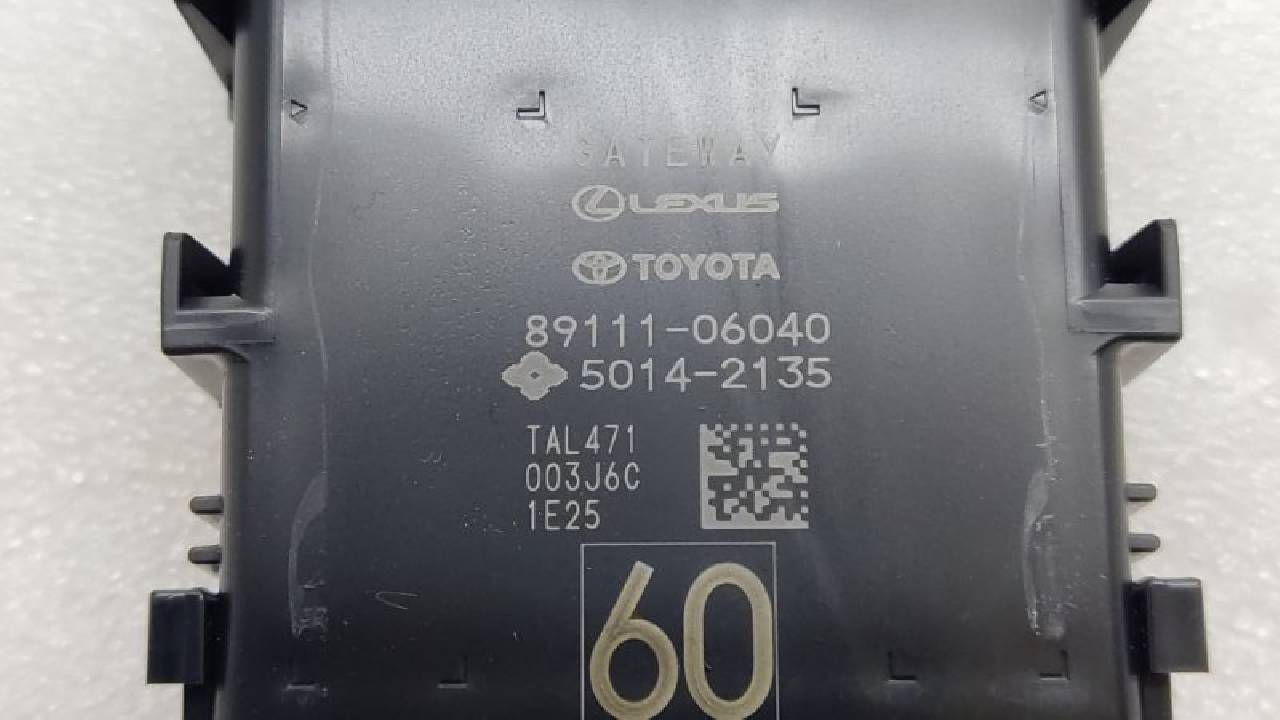 GATEWAY
LEXUS
TOYOTA
89111-06040
5014-2135
TAL471
003J6C
1E25
60